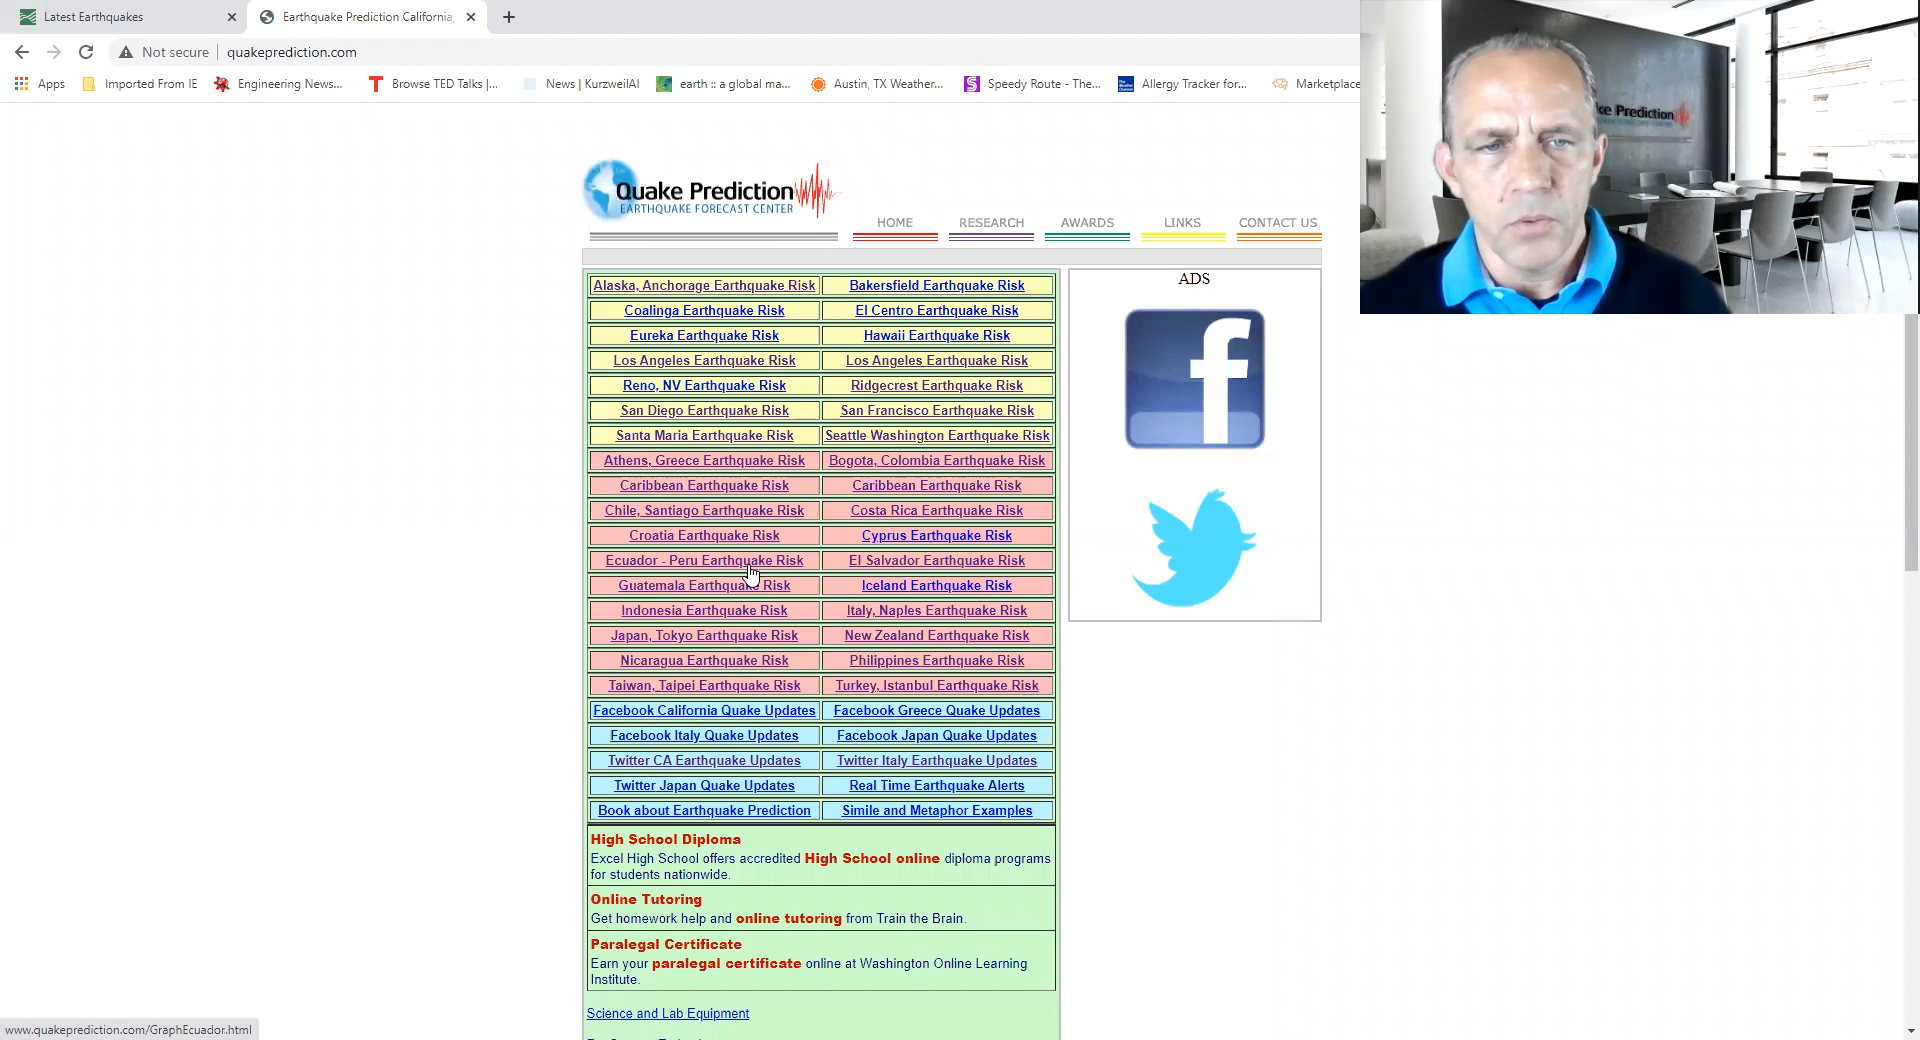 Latest Earthquakes
Earthquake Prediction California,
Not secure
quakeprediction.com
Apps
Imported From IE
Engineering News...
Browse TED Talks |...
News | KurzweilAI
earth :: a global ma...
Austin, TX Weather...
Speedy Route - The...
Allergy Tracker for...
Marketplace
ke Prediction
Quake Prediction
EARTHQUAKE FORECAST CENTER
HOME
RESEARCH
AWARDS
LINKS
CONTACT US
Alaska, Anchorage Earthquake Risk
Bakersfield Earthquake Risk
Coalinga Earthquake Risk
El Centro Earthquake Risk
Eureka Earthquake Risk
Hawaii Earthquake Risk
Los Angeles Earthquake Risk
Los Angeles Earthquake Risk
Reno, NV Earthquake Risk
Ridgecrest Earthquake Risk
San Diego Earthquake Risk
San Francisco Earthquake Risk
Santa Maria Earthquake Risk
Seattle Washington Earthquake Risk
Athens, Greece Earthquake Risk
Bogota, Colombia Earthquake Risk
Caribbean Earthquake Risk
Caribbean Earthquake Risk
Chile, Santiago Earthquake Risk
Costa Rica Earthquake Risk
Croatia Earthquake Risk
Cyprus Earthquake Risk
Ecuador - Peru Earthquake Risk
El Salvador Earthquake Risk
Guatemala Earthquake Risk
Iceland Earthquake Risk
Indonesia Earthquake Risk
Italy, Naples Earthquake Risk
Japan, Tokyo Earthquake Risk
New Zealand Earthquake Risk
Nicaragua Earthquake Risk
Philippines Earthquake Risk
Taiwan, Taipei Earthquake Risk
Turkey, Istanbul Earthquake Risk
Facebook California Quake Updates
Facebook Greece Quake Updates
Facebook Italy Quake Updates
Facebook Japan Quake Updates
Twitter CA Earthquake Updates
Twitter Italy Earthquake Updates
Twitter Japan Quake Updates
Real Time Earthquake Alerts
Book about Earthquake Prediction
Simile and Metaphor Examples
High School Diploma
Excel High School offers accredited High School online diploma programs
for students nationwide.
Online Tutoring
Get homework help and online tutoring from Train the Brain.
Paralegal Certificate
Earn your paralegal certificate online at Washington Online Learning
Institute.
Science and Lab Equipment
ADS
www.quakeprediction.com/GraphEcuador.html